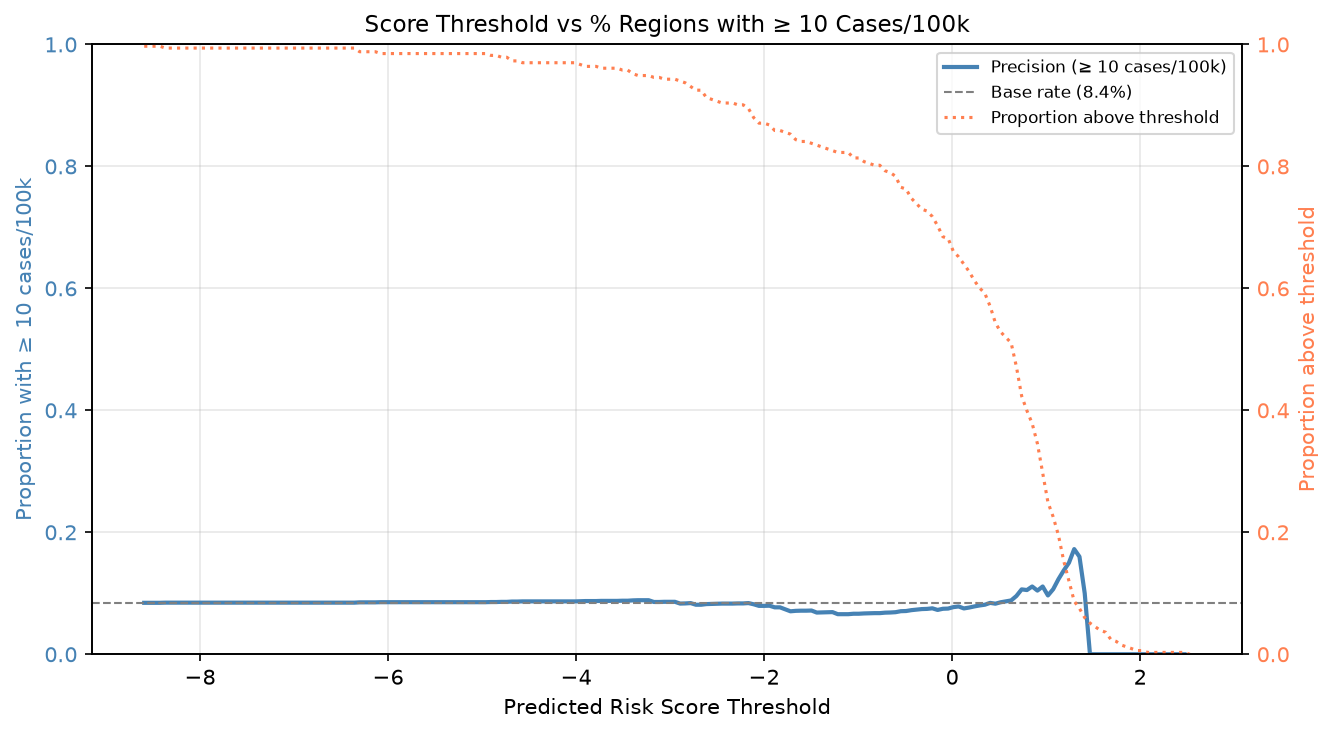 Score Threshold vs % Regions with ≥ 10 Cases/100k
Proportion with ≥ 10 cases/100k
1.0
0.8
0.6
0.4
0.2
0.0
Precision (≥ 10 cases/100k)
Base rate (8.4%)
Proportion above threshold
1.0
0.8
0.6
0.4
0.2
0.0
Proportion above threshold
−8 −6 −4 −2 0 2
Predicted Risk Score Threshold